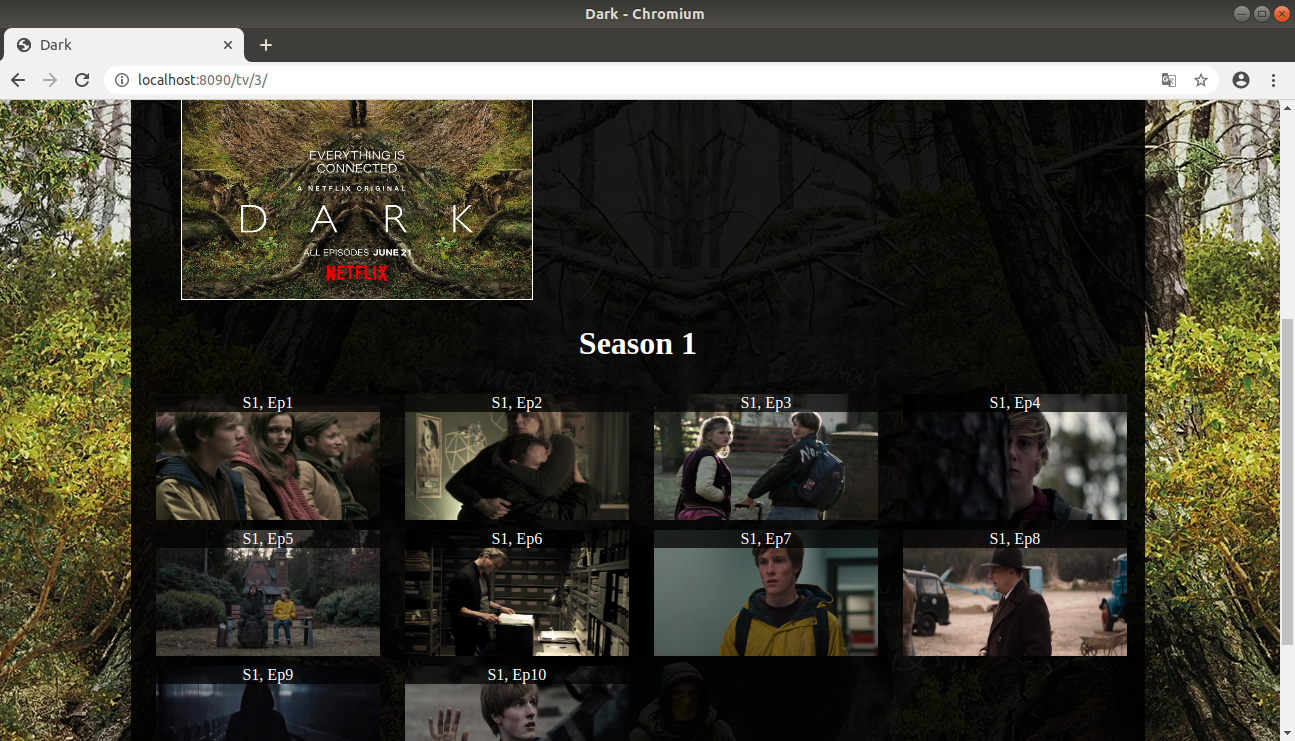 Dark - Chromium
Dark
localhost:8090/tv/3/
EVERYTHING IS
CONNECTED
A NETFLIX ORIGINAL
DARK
ALL EPISODES JUNE 21
NETFLIX
Season 1
S1, Ep1
S1, Ep2
S1, Ep3
S1, Ep4
S1, Ep5
S1, Ep6
S1, Ep7
S1, Ep8
S1, Ep9
S1, Ep10